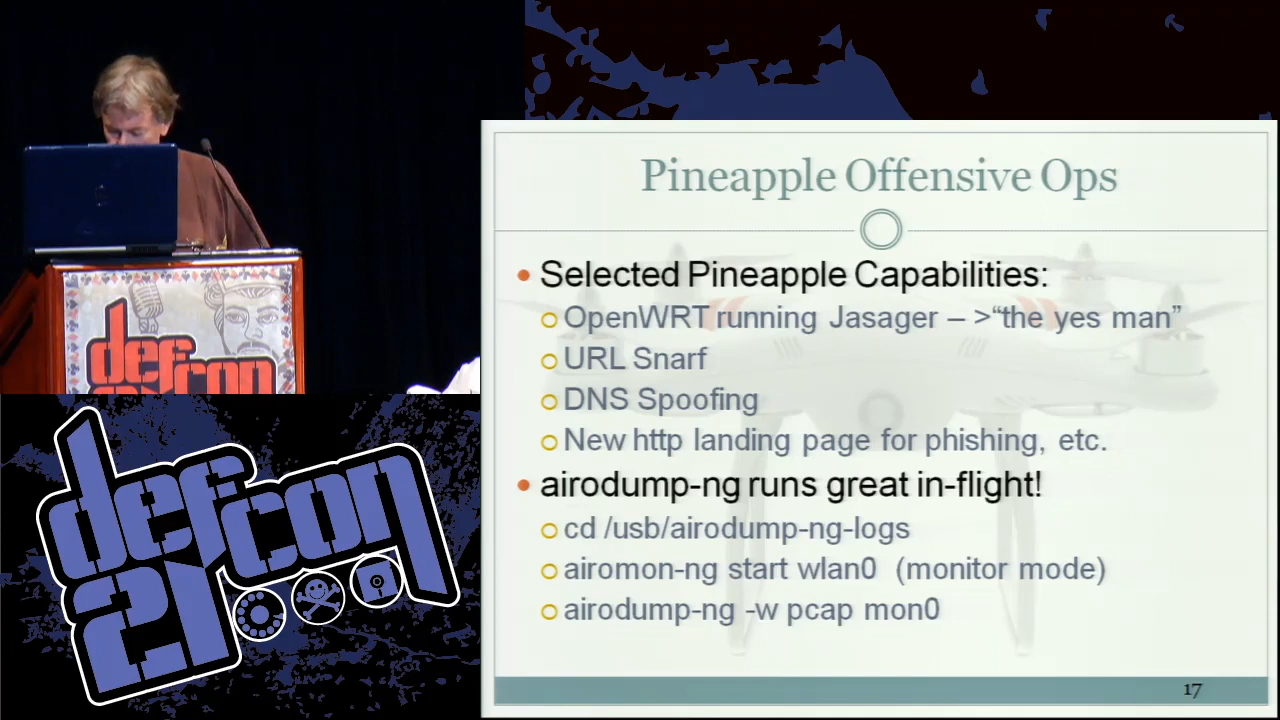 Pineapple Offensive Ops
Selected Pineapple Capabilities:
OpenWRT running Jasager – >“the yes man”
URL Snarf
DNS Spoofing
New http landing page for phishing, etc.
airodump-ng runs great in-flight!
cd /usb/airodump-ng-logs
airomon-ng start wlan0 (monitor mode)
airodump-ng -w pcap mon0
17
defcon
defcon
21